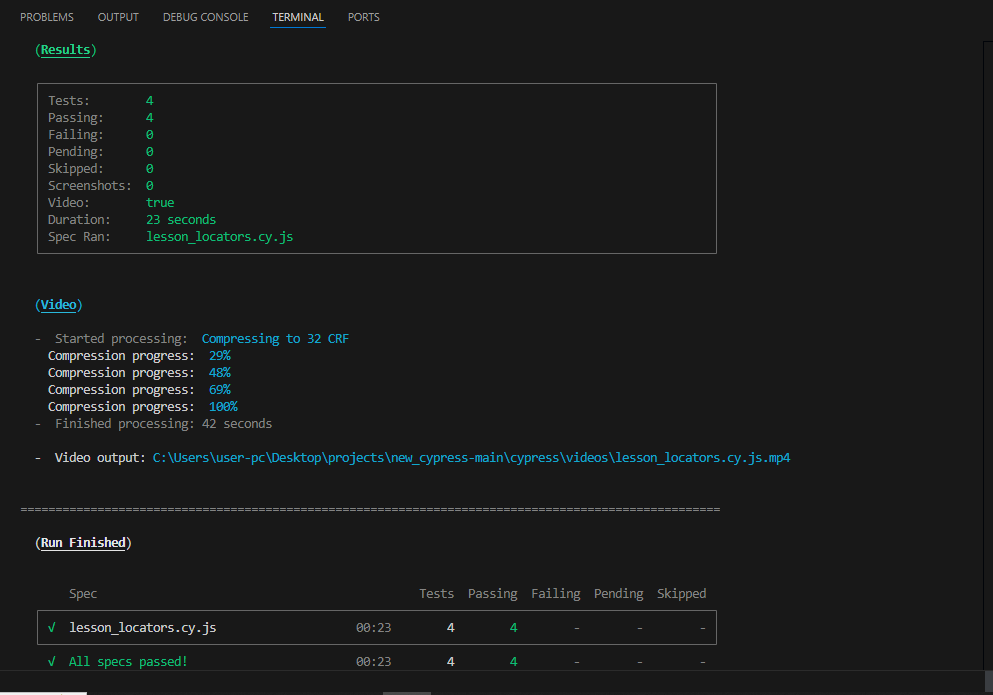 PROBLEMS OUTPUT DEBUG CONSOLE TERMINAL PORTS
(Results)
Tests: 4
Passing: 4
Failing: 0
Pending: 0
Skipped: 0
Screenshots: 0
Video: true
Duration: 23 seconds
Spec Ran: lesson_locators.cy.js
(Video)
- Started processing: Compressing to 32 CRF
Compression progress: 29%
Compression progress: 48%
Compression progress: 69%
Compression progress: 100%
- Finished processing: 42 seconds
- Video output: C:\Users\user-pc\Desktop\projects\new_cypress-main\cypress\videos\lesson_locators.cy.js.mp4
====================================================================================================
(Run Finished)
Spec Tests Passing Failing Pending Skipped
√ lesson_locators.cy.js 00:23 4 4 - - -
√ All specs passed! 00:23 4 4 - - -